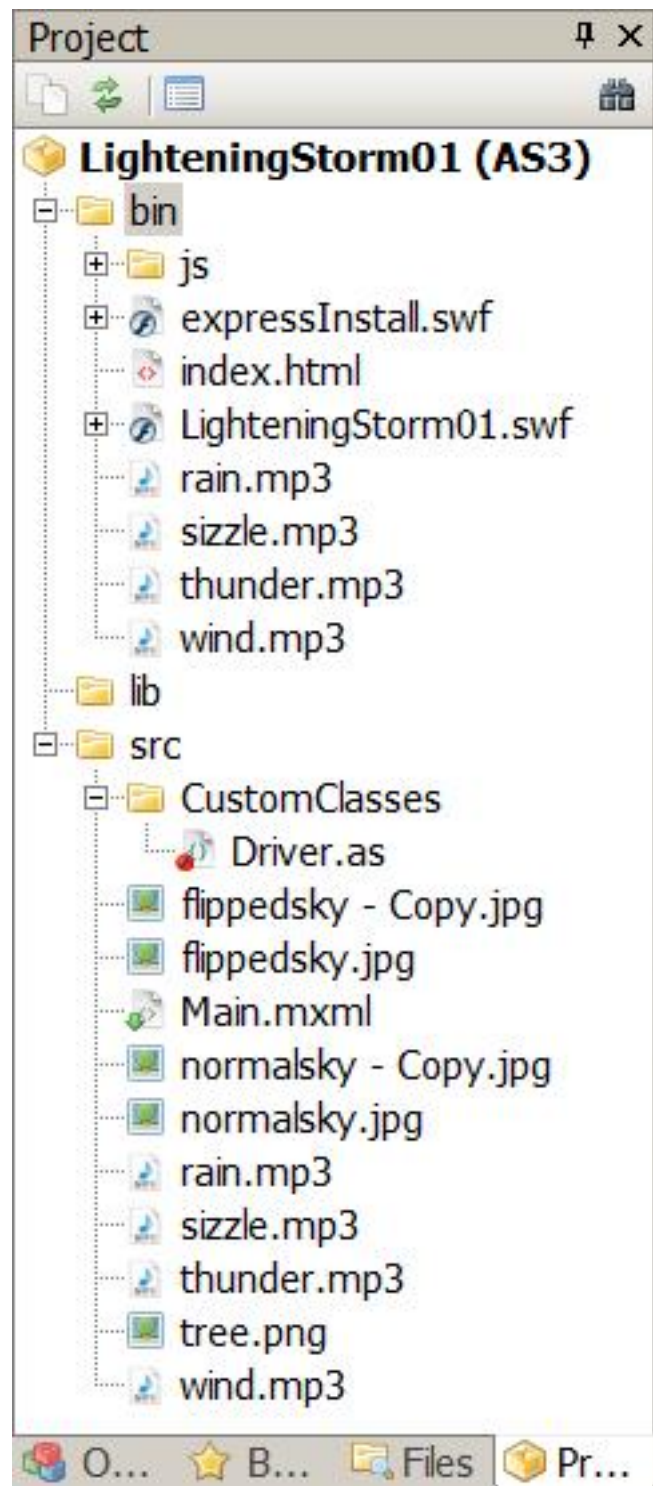 Project
LighteningStorm01 (AS3)
bin
js
expressInstall.swf
index.html
LighteningStorm01.swf
rain.mp3
sizzle.mp3
thunder.mp3
wind.mp3
lib
src
CustomClasses
Driver.as
flippedsky - Copy.jpg
flippedsky.jpg
Main.mxml
normalsky - Copy.jpg
normalsky.jpg
rain.mp3
sizzle.mp3
thunder.mp3
tree.png
wind.mp3
O... B... Files Pr...